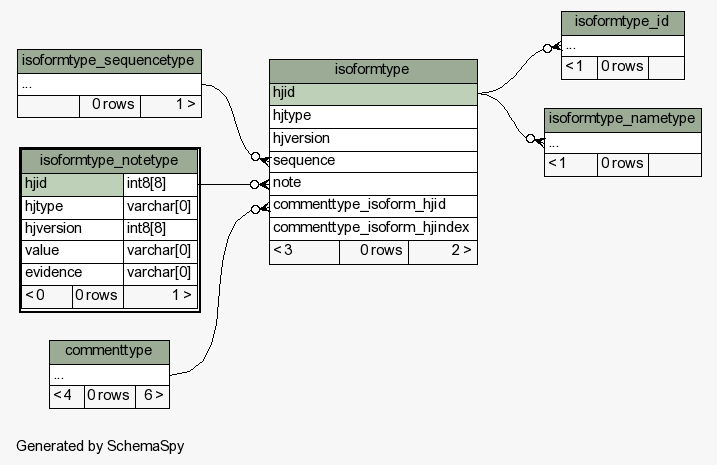 isoformtype_sequencetype
...
0 rows 1 >
isoformtype_notetype
hjid int8[8]
hjtype varchar[0]
hjversion int8[8]
value varchar[0]
evidence varchar[0]
< 0 0 rows 1 >
commenttype
...
< 4 0 rows 6 >
isoformtype
hjid
hjtype
hjversion
sequence
note
commenttype_isoform_hjid
commenttype_isoform_hjindex
< 3 0 rows 2 >
isoformtype_id
...
< 1 0 rows
isoformtype_nametype
...
< 1 0 rows
Generated by SchemaSpy